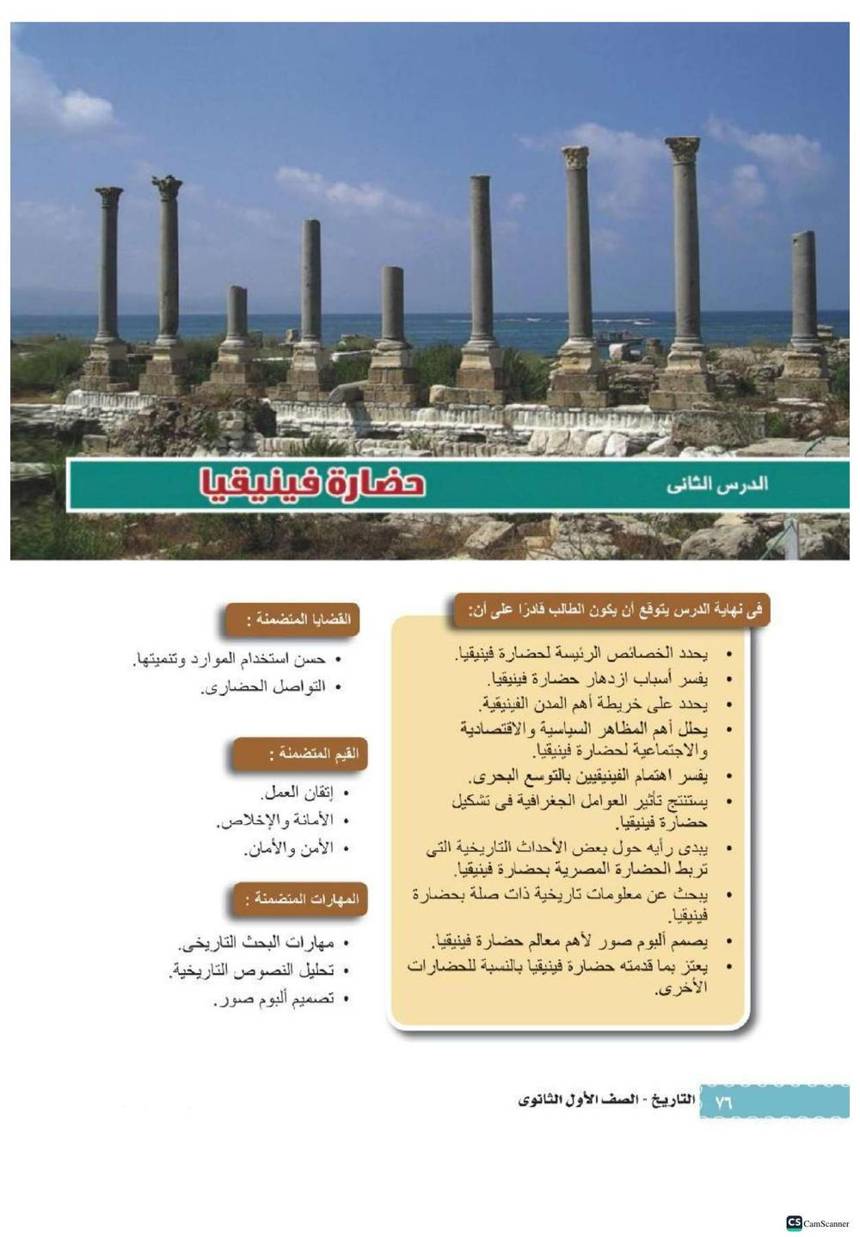 الدرس الثانى
حضارة فينيقيا
فى نهاية الدرس يتوقع أن يكون الطالب قادرًا على أن:
• يحدد الخصائص الرئيسة لحضارة فينيقيا.
• يفسر أسباب ازدهار حضارة فينيقيا.
• يحدد على خريطة أهم المدن الفينيقية.
• يحلل أهم المظاهر السياسية والاقتصادية
والاجتماعية لحضارة فينيقيا.
• يفسر اهتمام الفينيقيين بالتوسع البحرى.
• يستنتج تأثير العوامل الجغرافية فى تشكيل
حضارة فينيقيا.
• يبدى رأيه حول بعض الأحداث التاريخية التى
تربط الحضارة المصرية بحضارة فينيقيا.
• يبحث عن معلومات تاريخية ذات صلة بحضارة
فينيقيا.
• يصمم ألبوم صور لأهم معالم حضارة فينيقيا.
• يعتز بما قدمته حضارة فينيقيا بالنسبة للحضارات
الأخرى.
القضايا المتضمنة :
• حسن استخدام الموارد وتنميتها.
• التواصل الحضارى.
القيم المتضمنة :
• إتقان العمل.
• الأمانة والإخلاص.
• الأمن والأمان.
المهارات المتضمنة :
• مهارات البحث التاريخى.
• تحليل النصوص التاريخية.
• تصميم ألبوم صور.
٧٦
التاريخ - الصف الأول الثانوى
CS CamScanner